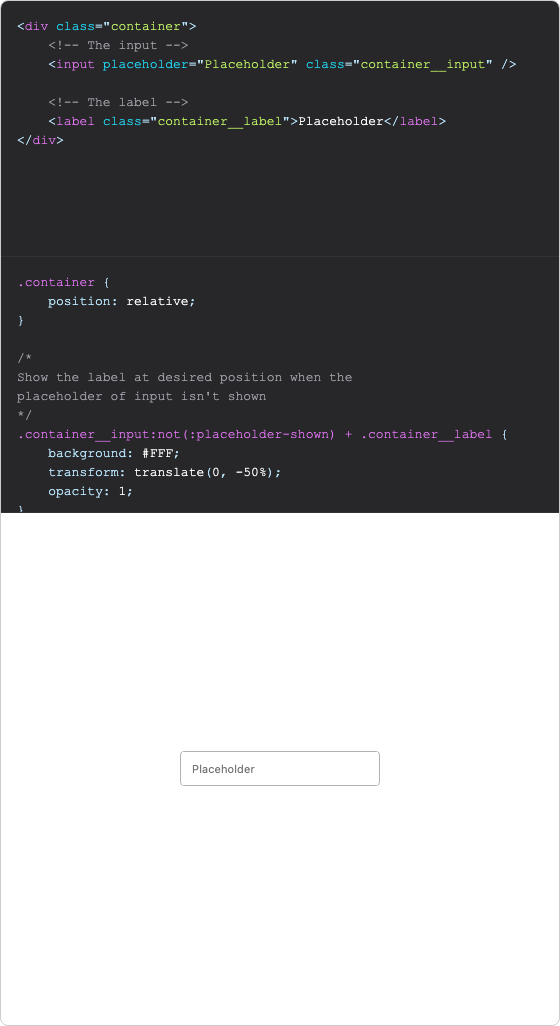 <div class="container">
    <!-- The input -->
    <input placeholder="Placeholder" class="container__input" />

    <!-- The label -->
    <label class="container__label">Placeholder</label>
</div>

.container {
    position: relative;
}

/*
Show the label at desired position when the
placeholder of input isn't shown
*/
.container__input:not(:placeholder-shown) + .container__label {
    background: #FFF;
    transform: translate(0, -50%);
    opacity: 1;
}

Placeholder